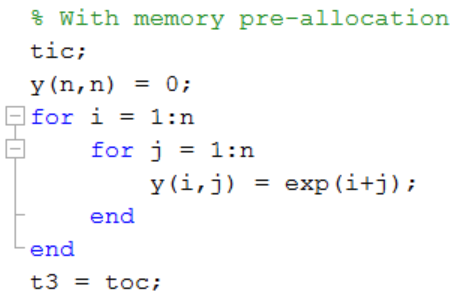 % With memory pre-allocation
tic;
y(n,n) = 0;
for i = 1:n
    for j = 1:n
        y(i,j) = exp(i+j);
    end
end
t3 = toc;